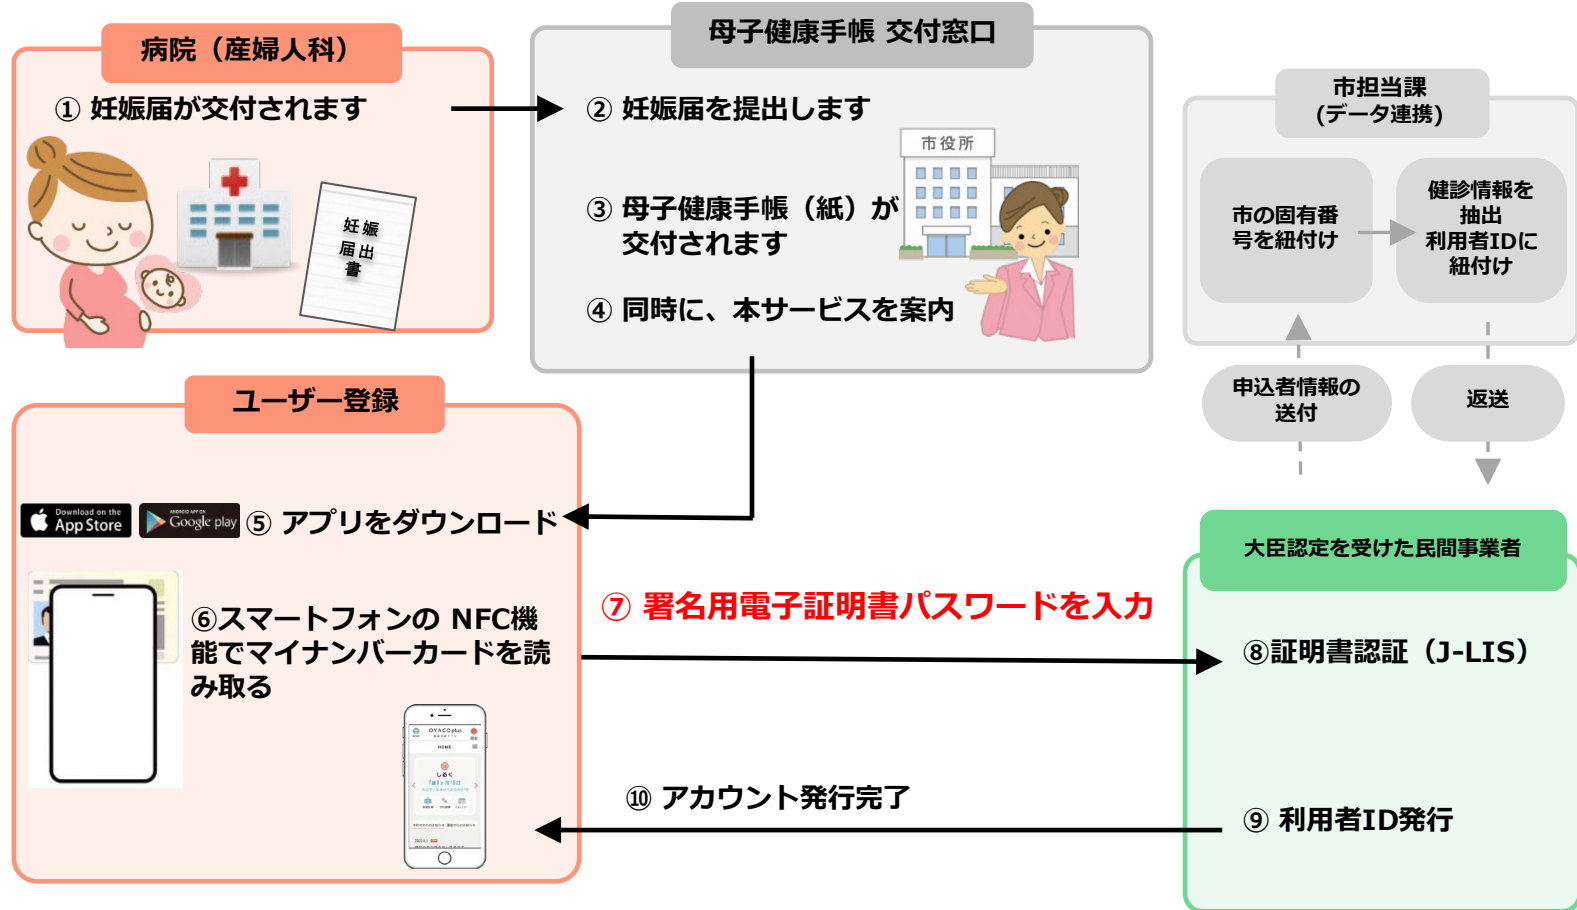 病院（産婦人科）
① 妊娠届が交付されます
妊娠
届出
書
母子健康手帳 交付窓口
② 妊娠届を提出します
市役所
③ 母子健康手帳（紙）が
交付されます
④ 同時に、本サービスを案内
市担当課
(データ連携)
市の固有番
号を紐付け
健診情報を
抽出
利用者IDに
紐付け
申込者情報の
送付
返送
ユーザー登録
Download on the
App Store
ANDROID APP ON
Google play
⑤ アプリをダウンロード
⑥スマートフォンの NFC機
能でマイナンバーカードを読
み取る
OYACOplus
HOME
しるく
⑦ 署名用電子証明書パスワードを入力
大臣認定を受けた民間事業者
⑧証明書認証（J-LIS）
⑨ 利用者ID発行
⑩ アカウント発行完了